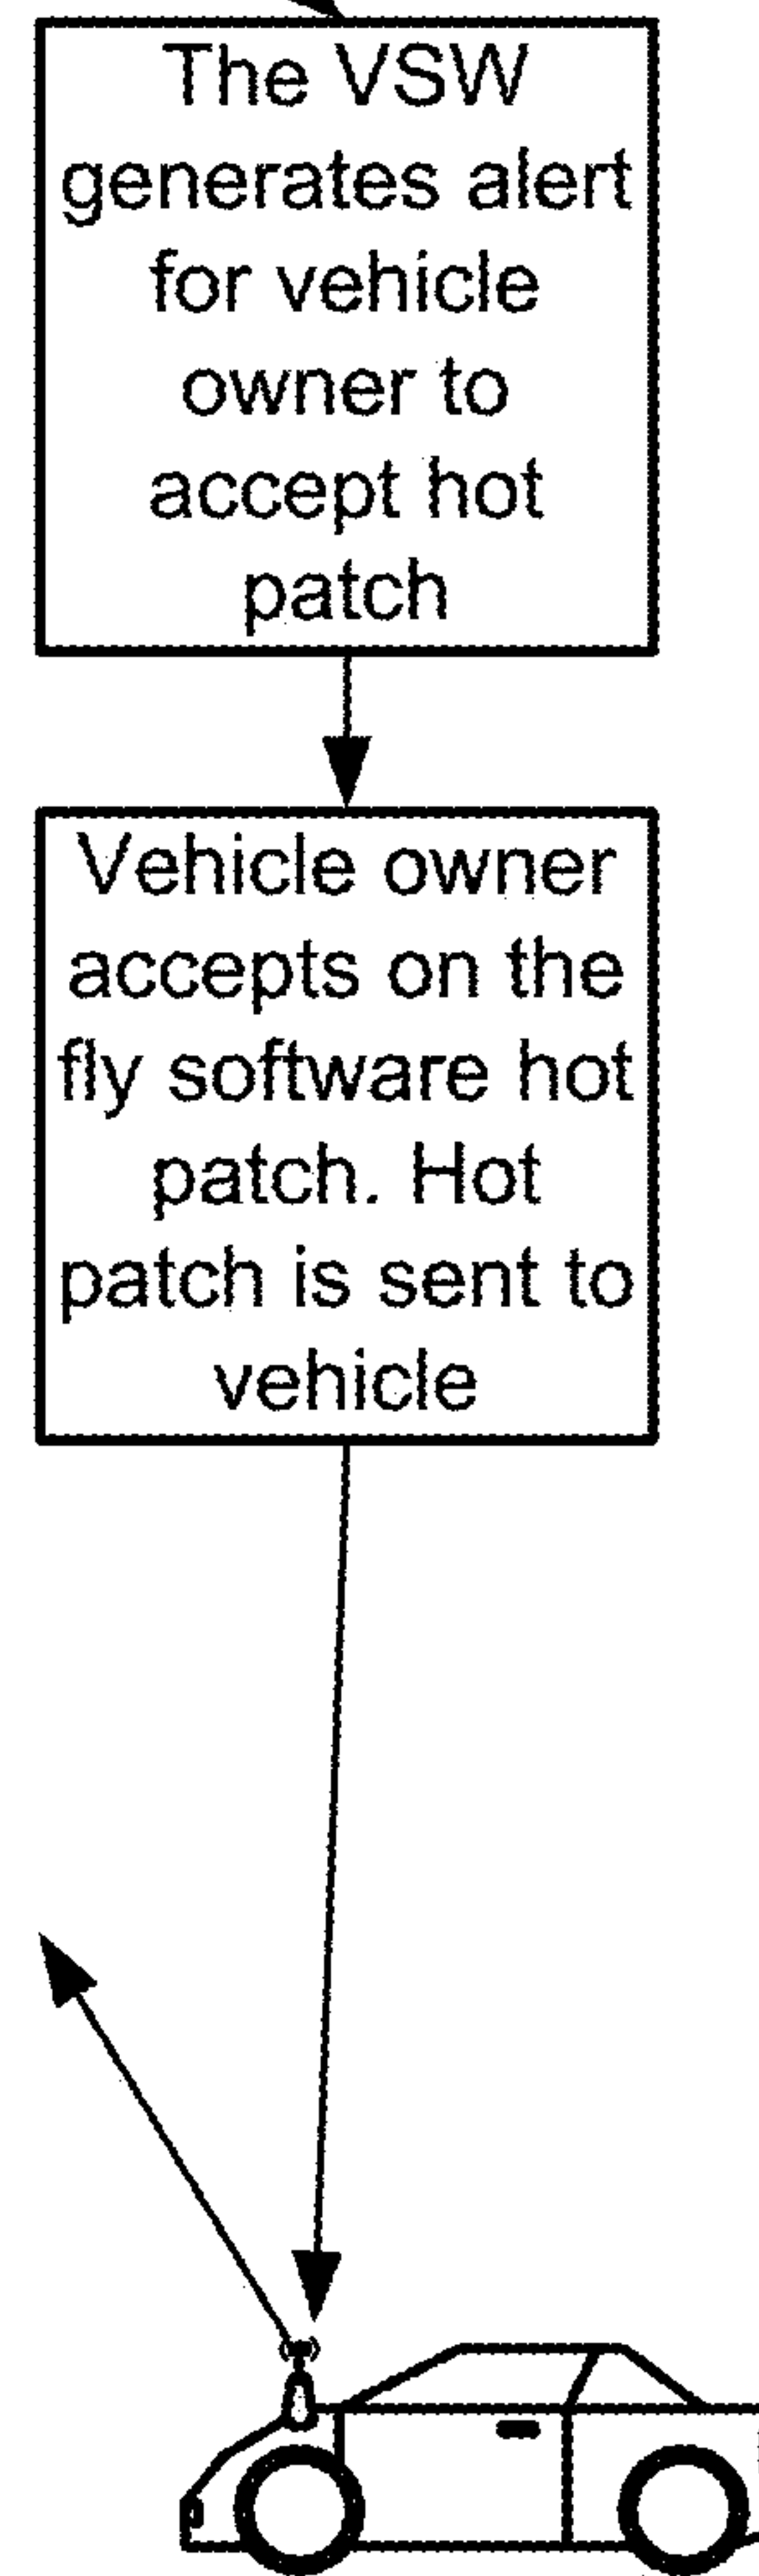 The VSW
generates alert
for vehicle
owner to
accept hot
patch
Vehicle owner
accepts on the
fly software hot
patch. Hot
patch is sent to
vehicle